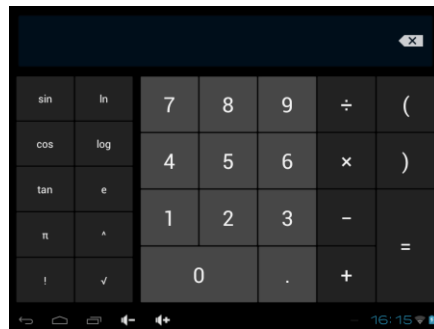 sin ln 7 8 9 ÷ (
cos log 4 5 6 × )
tan e
π ^ 1 2 3 − =
! √ 0 . +
16:15